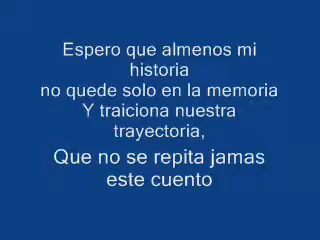 Espero que almenos mi
historia
no quede solo en la memoria
Y traiciona nuestra
trayectoria,
Que no se repita jamas
este cuento